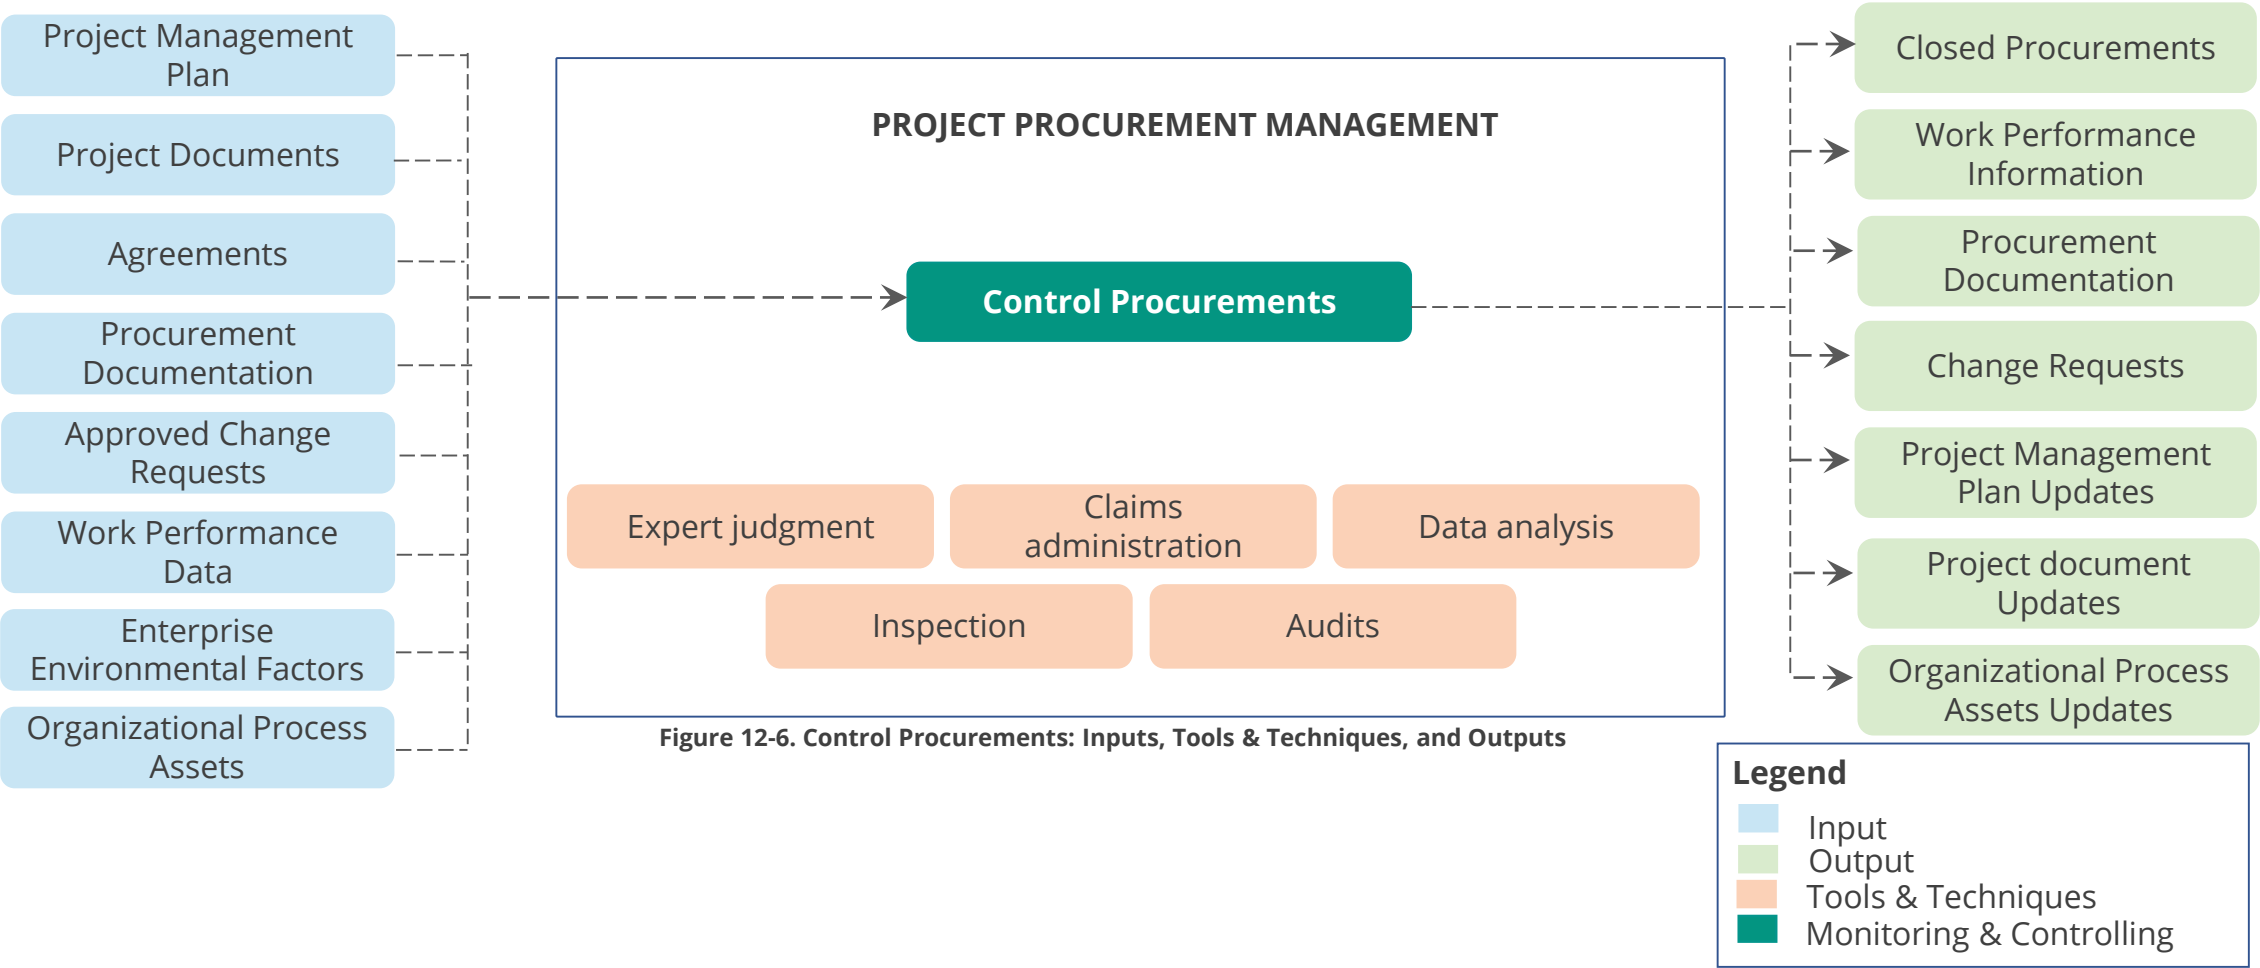 Project Management
Plan
Project Documents
Agreements
Procurement
Documentation
Approved Change
Requests
Work Performance
Data
Enterprise
Environmental Factors
Organizational Process
Assets
PROJECT PROCUREMENT MANAGEMENT
Control Procurements
Expert judgment
Claims
administration
Data analysis
Inspection
Audits
Figure 12-6. Control Procurements: Inputs, Tools & Techniques, and Outputs
Closed Procurements
Work Performance
Information
Procurement
Documentation
Change Requests
Project Management
Plan Updates
Project document
Updates
Organizational Process
Assets Updates
Legend
Input
Output
Tools & Techniques
Monitoring & Controlling